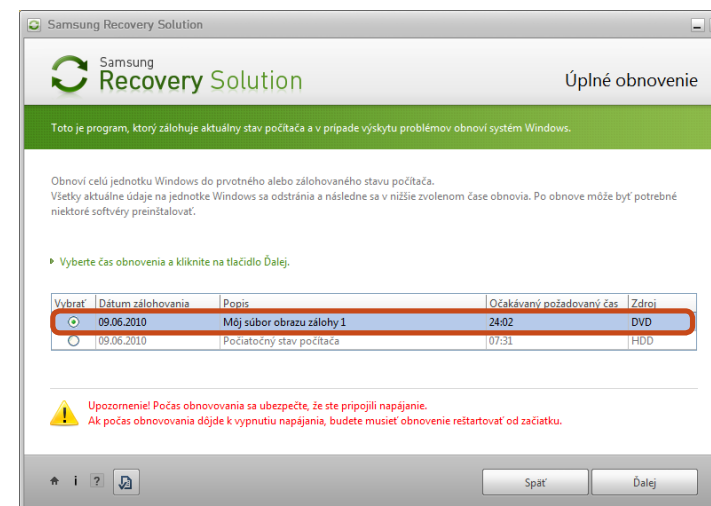 Samsung Recovery Solution
Samsung
Recovery Solution
Úplné obnovenie
Toto je program, ktorý zálohuje aktuálny stav počítača a v prípade výskytu problémov obnoví systém Windows.
Obnoví celú jednotku Windows do prvotného alebo zálohovaného stavu počítača.
Všetky aktuálne údaje na jednotke Windows sa odstránia a následne sa v nižšie zvolenom čase obnovia. Po obnove môže byť potrebné
niektoré softvéry preinštalovať.
Vyberte čas obnovenia a kliknite na tlačidlo Ďalej.
Vybrať Dátum zálohovania Popis Očakávaný požadovaný čas Zdroj
09.06.2010 Môj súbor obrazu zálohy 1 24:02 DVD
09.06.2010 Počiatočný stav počítača 07:31 HDD
Upozornenie! Počas obnovovania sa ubezpečte, že ste pripojili napájanie.
Ak počas obnovovania dôjde k vypnutiu napájania, budete musieť obnovenie reštartovať od začiatku.
i ? Späť Ďalej